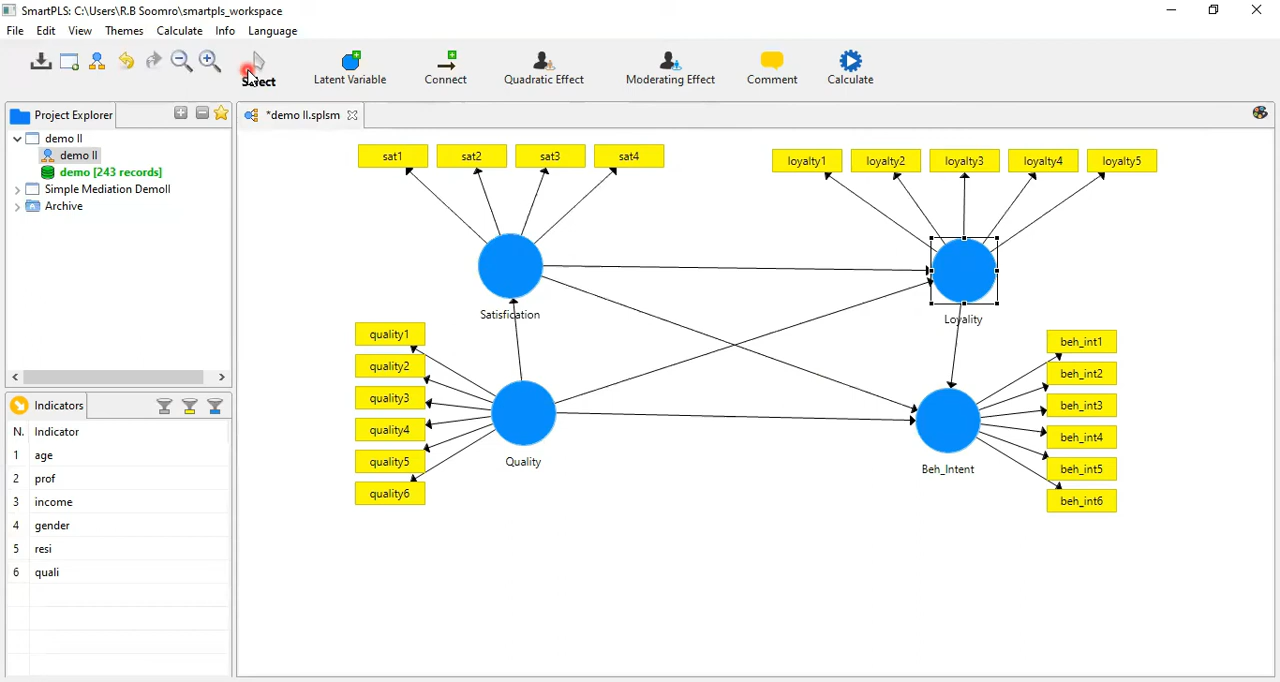 SmartPLS: C:\Users\R.B Soomro\smartpls_workspace
File Edit View Themes Calculate Info Language
Select Latent Variable Connect Quadratic Effect Moderating Effect Comment Calculate
Project Explorer
*demo II.splsm
demo II
demo II
demo [243 records]
Simple Mediation DemoII
Archive
Indicators
N. Indicator
1 age
2 prof
3 income
4 gender
5 resi
6 quali
sat1 sat2 sat3 sat4
loyalty1 loyalty2 loyalty3 loyalty4 loyalty5
Satisfication
Loyality
quality1
quality2
quality3
quality4
quality5
quality6
Quality
beh_int1
beh_int2
beh_int3
beh_int4
beh_int5
beh_int6
Beh_Intent